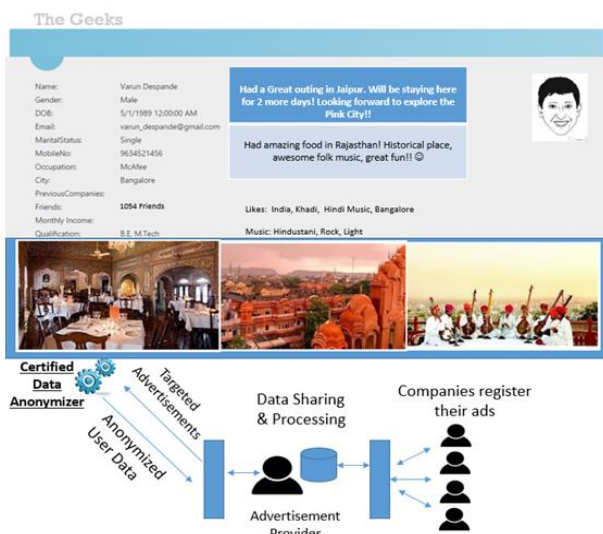 The Geeks
Name: Varun Despande
Gender: Male
DOB: 5/1/1989 12:00:00 AM
Email: varun_despande@gmail.com
MaritalStatus: Single
MobileNo: 9634521456
Occupation: McAfee
City: Bangalore
PreviousCompanies:
Friends: 1054 Friends
Monthly Income:
Qualification: B.E, M.Tech
Had a Great outing in Jaipur. Will be staying here
for 2 more days! Looking forward to explore the
Pink City!!
Had amazing food in Rajasthan! Historical place,
awesome folk music, great fun!! ☺
Likes: India, Khadi, Hindi Music, Bangalore
Music: Hindustani, Rock, Light
Certified
Data
Anonymizer
Targeted
Advertisements
Anonymized
User Data
Data Sharing
& Processing
Advertisement
Provider
Companies register
their ads